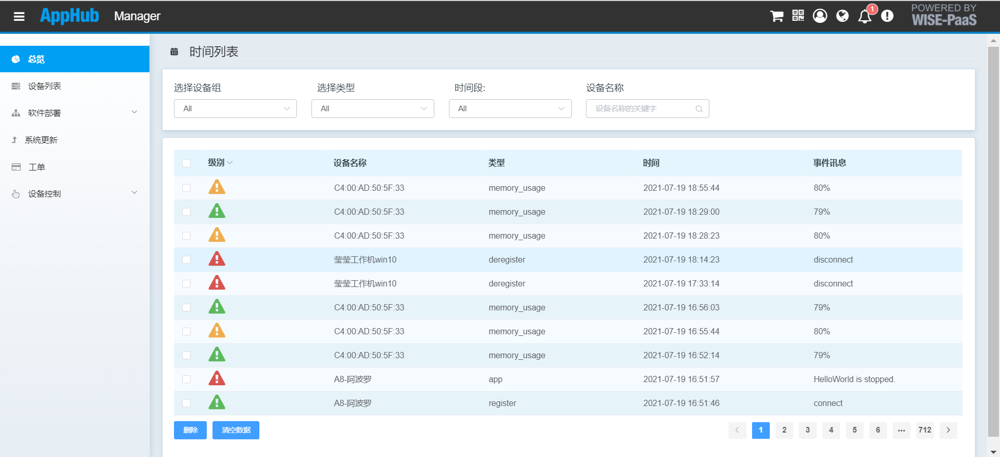 AppHub Manager 1 POWERED BY
WISE-PaaS
总览
设备列表
软件部署
系统更新
工单
设备控制
时间列表
选择设备组 选择类型 时间段: 设备名称
All All All 设备名称的关键字
级别 设备名称 类型 时间 事件讯息
C4:00:AD:50:5F:33 memory_usage 2021-07-19 18:55:44 80%
C4:00:AD:50:5F:33 memory_usage 2021-07-19 18:29:00 79%
C4:00:AD:50:5F:33 memory_usage 2021-07-19 18:28:23 80%
莹莹工作机win10 deregister 2021-07-19 18:14:23 disconnect
莹莹工作机win10 deregister 2021-07-19 17:33:14 disconnect
C4:00:AD:50:5F:33 memory_usage 2021-07-19 16:56:03 79%
C4:00:AD:50:5F:33 memory_usage 2021-07-19 16:55:44 80%
C4:00:AD:50:5F:33 memory_usage 2021-07-19 16:52:14 79%
A8-阿波罗 app 2021-07-19 16:51:57 HelloWorld is stopped.
A8-阿波罗 register 2021-07-19 16:51:46 connect
删除 清空数据 1 2 3 4 5 6 ••• 712